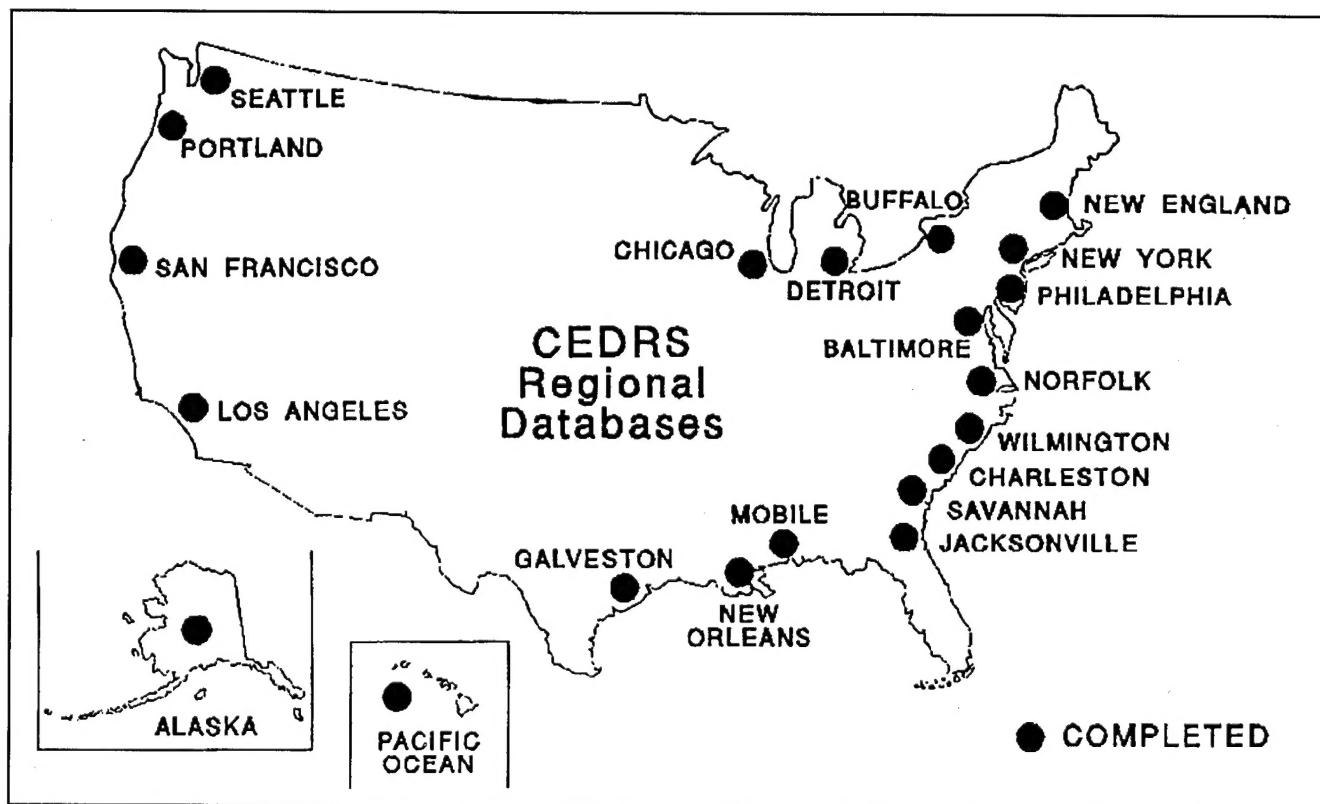 SEATTLE
PORTLAND
BUFFALO
NEW ENGLAND
CHICAGO
SAN FRANCISCO
NEW YORK
DETROIT
PHILADELPHIA
CEDRS
Regional
Databases
BALTIMORE
NORFOLK
LOS ANGELES
WILMINGTON
CHARLESTON
SAVANNAH
MOBILE
JACKSONVILLE
GALVESTON
NEW
ORLEANS
ALASKA
PACIFIC
OCEAN
COMPLETED